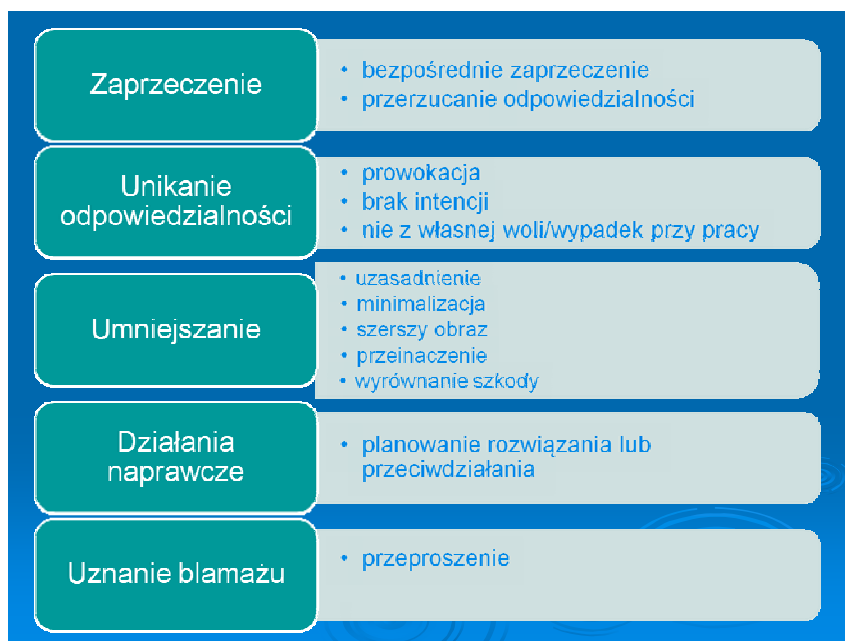 Zaprzeczenie
• bezpośrednie zaprzeczenie
• przerzucanie odpowiedzialności
Unikanie
odpowiedzialności
• prowokacja
• brak intencji
• nie z własnej woli/wypadek przy pracy
Umniejszanie
• uzasadnienie
• minimalizacja
• szerszy obraz
• przeinaczenie
• wyrównanie szkody
Działania
naprawcze
• planowanie rozwiązania lub
przeciwdziałania
Uznanie blamażu
• przeproszenie